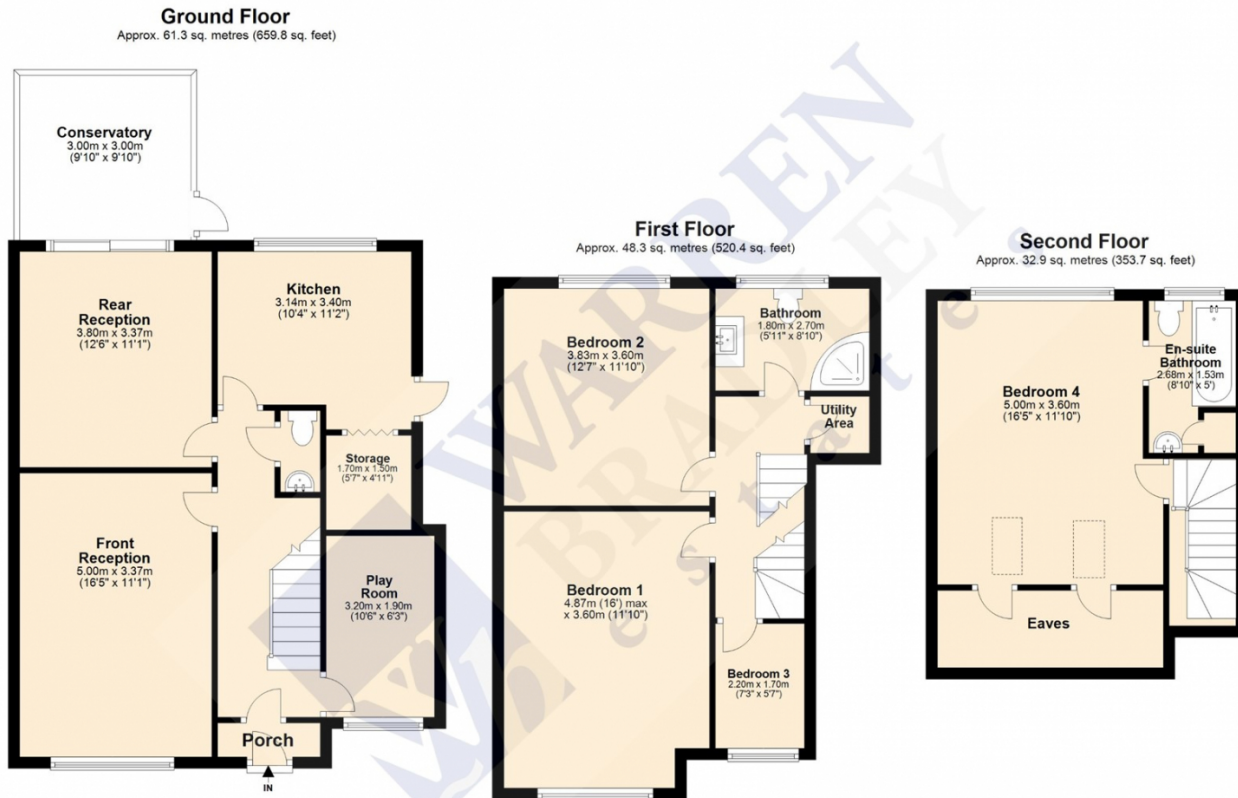 Ground Floor
Approx. 61.3 sq. metres (659.8 sq. feet)
Conservatory
3.00m x 3.00m
(9'10" x 9'10")
Rear
Reception
3.80m x 3.37m
(12'6" x 11'1")
Kitchen
3.14m x 3.40m
(10'4" x 11'2")
Storage
1.70m x 1.50m
(5'7" x 4'11")
Front
Reception
5.00m x 3.37m
(16'5" x 11'1")
Play
Room
3.20m x 1.90m
(10'6" x 6'3")
Porch
IN
First Floor
Approx. 48.3 sq. metres (520.4 sq. feet)
Bedroom 2
3.83m x 3.60m
(12'7" x 11'10")
Bathroom
1.80m x 2.70m
(5'11" x 8'10")
Utility
Area
Bedroom 1
4.87m (16') max
x 3.60m (11'10")
Bedroom 3
2.20m x 1.70m
(7'3" x 5'7")
Second Floor
Approx. 32.9 sq. metres (353.7 sq. feet)
Bedroom 4
5.00m x 3.60m
(16'5" x 11'10")
En-suite
Bathroom
2.68m x 1.53m
(8'10" x 5')
Eaves
WARREN
BRADLEY
estates